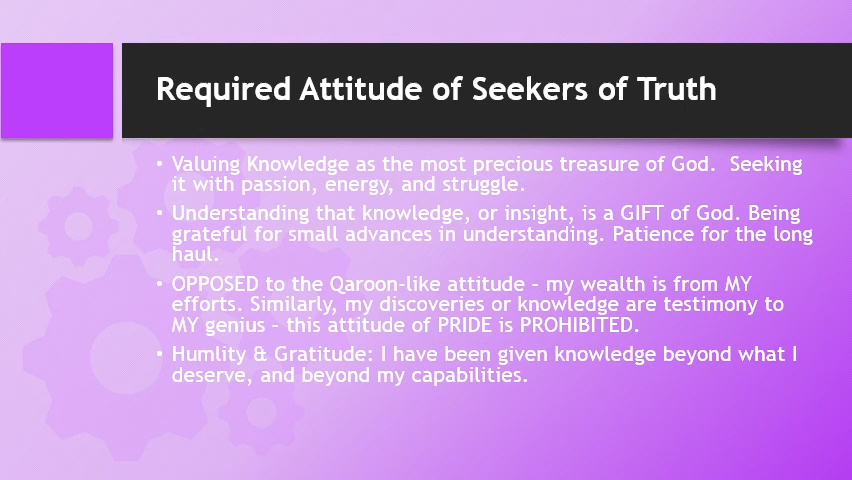 Required Attitude of Seekers of Truth
• Valuing Knowledge as the most precious treasure of God.  Seeking
it with passion, energy, and struggle.
• Understanding that knowledge, or insight, is a GIFT of God. Being
grateful for small advances in understanding. Patience for the long
haul.
• OPPOSED to the Qaroon-like attitude – my wealth is from MY
efforts. Similarly, my discoveries or knowledge are testimony to
MY genius – this attitude of PRIDE is PROHIBITED.
• Humlity & Gratitude: I have been given knowledge beyond what I
deserve, and beyond my capabilities.